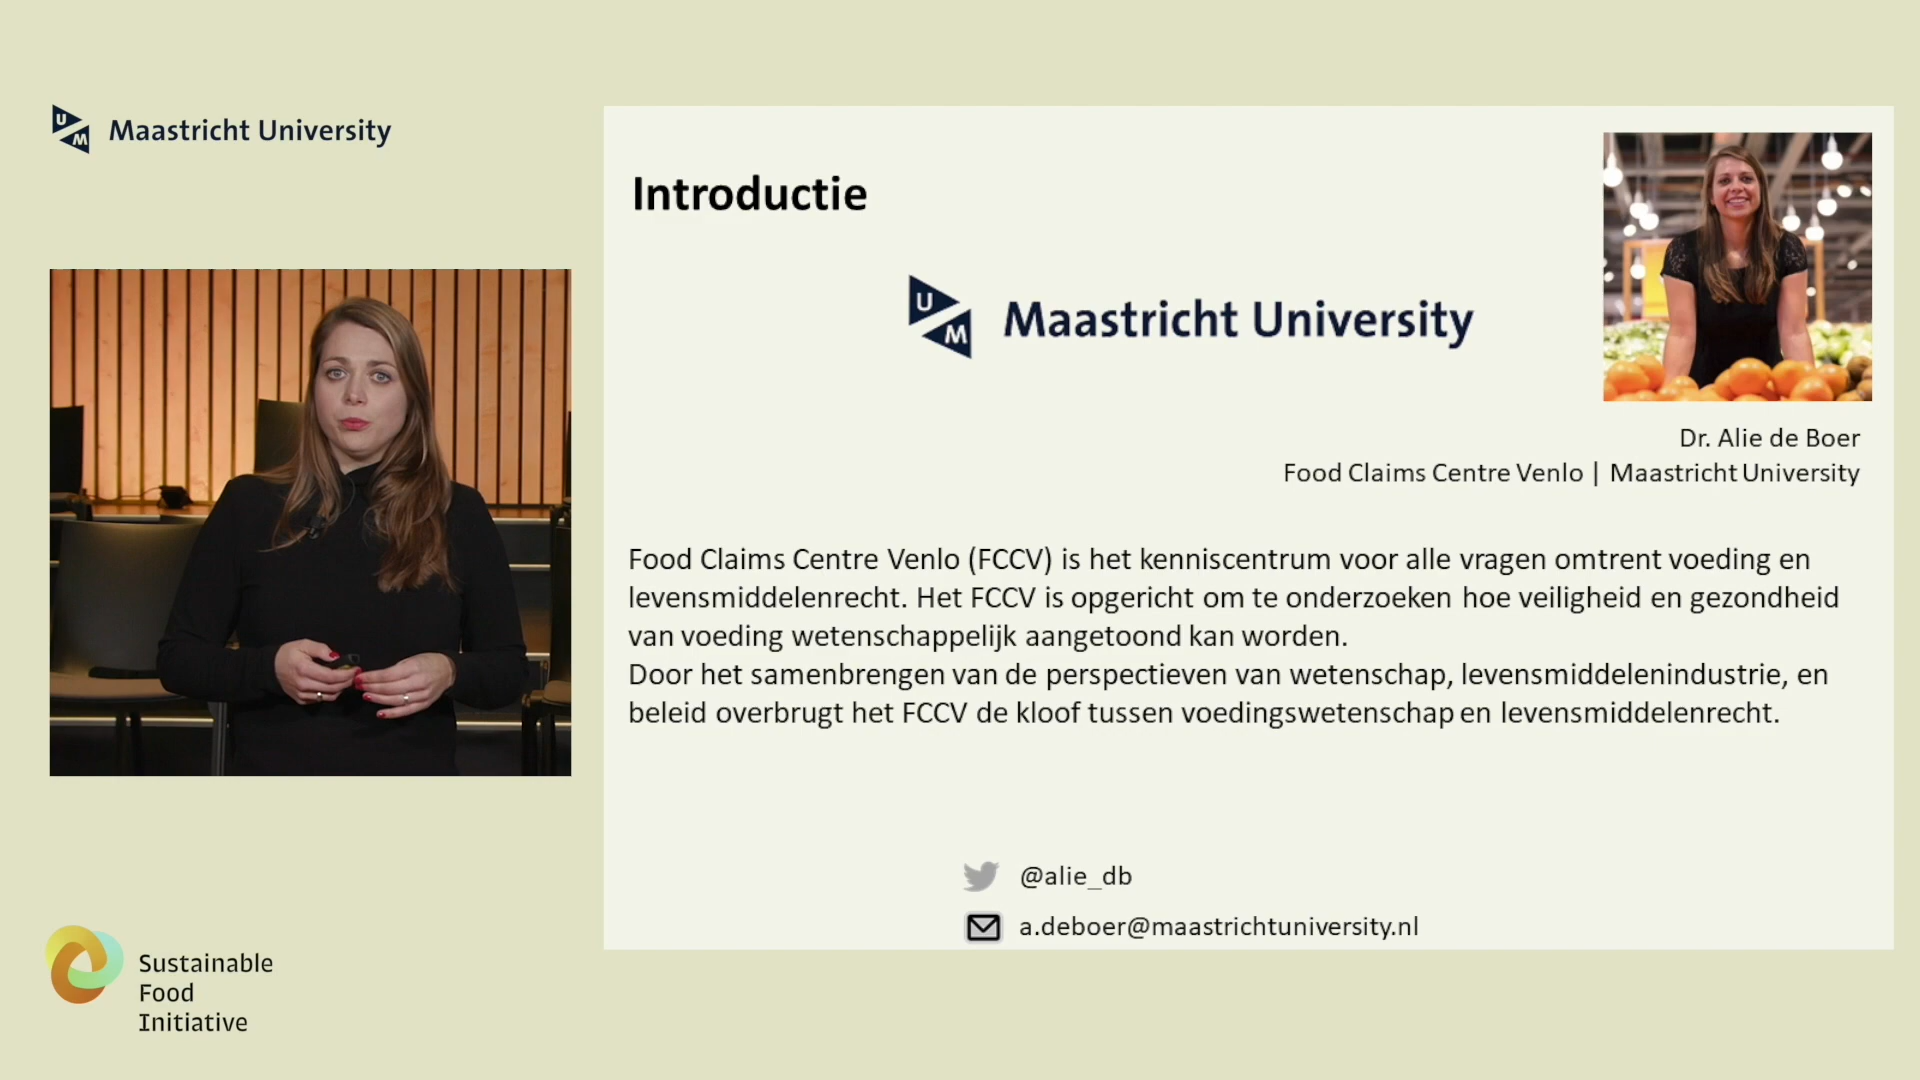 UM Maastricht University
Introductie
UM Maastricht University
Dr. Alie de Boer
Food Claims Centre Venlo | Maastricht University
Food Claims Centre Venlo (FCCV) is het kenniscentrum voor alle vragen omtrent voeding en
levensmiddelenrecht. Het FCCV is opgericht om te onderzoeken hoe veiligheid en gezondheid
van voeding wetenschappelijk aangetoond kan worden.
Door het samenbrengen van de perspectieven van wetenschap, levensmiddelenindustrie, en
beleid overbrugt het FCCV de kloof tussen voedingswetenschap en levensmiddelenrecht.
@alie_db
a.deboer@maastrichtuniversity.nl
Sustainable
Food
Initiative